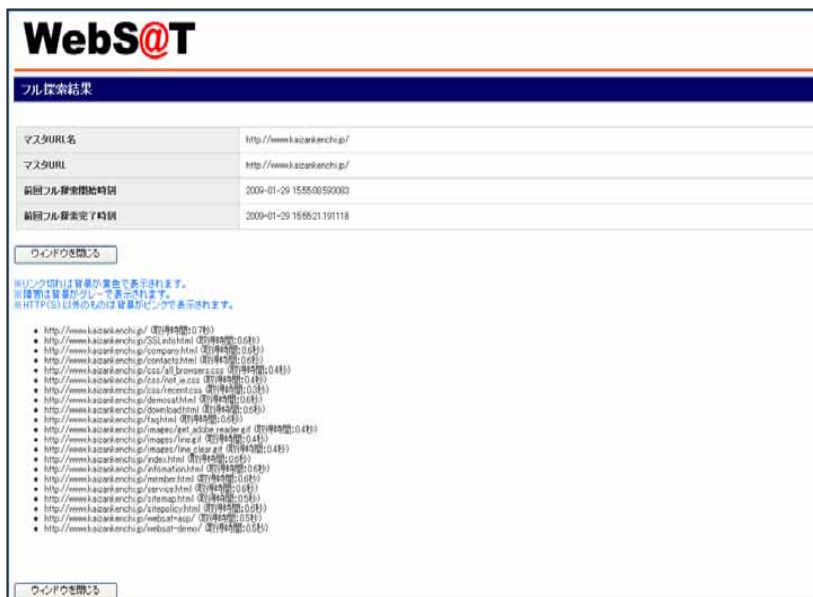 WebS@T
フル探索結果
マスタURL名 http://www.kaizankenchi.jp/
マスタURL http://www.kaizankenchi.jp/
前回フル探索開始時刻 2009-01-29 15:55:08.593083
前回フル探索完了時刻 2009-01-29 15:55:21.191118
ウィンドウを閉じる
※リンク切れは背景が黄色で表示されます。
※障害は背景がグレーで表示されます。
※HTTP(S)以外のものは背景がピンクで表示されます。
● http://www.kaizankenchi.jp/ (取得時間:0.7秒)
● http://www.kaizankenchi.jp/SSLinfo.html (取得時間:0.6秒)
● http://www.kaizankenchi.jp/company.html (取得時間:0.6秒)
● http://www.kaizankenchi.jp/contacts.html (取得時間:0.6秒)
● http://www.kaizankenchi.jp/css/all_browsers.css (取得時間:0.4秒)
● http://www.kaizankenchi.jp/css/not_ie.css (取得時間:0.4秒)
● http://www.kaizankenchi.jp/css/recent.css (取得時間:0.3秒)
● http://www.kaizankenchi.jp/demosat.html (取得時間:0.6秒)
● http://www.kaizankenchi.jp/download.html (取得時間:0.6秒)
● http://www.kaizankenchi.jp/faq.html (取得時間:0.6秒)
● http://www.kaizankenchi.jp/images/get_adobe_reader.gif (取得時間:0.4秒)
● http://www.kaizankenchi.jp/images/line.gif (取得時間:0.4秒)
● http://www.kaizankenchi.jp/images/line_clear.gif (取得時間:0.4秒)
● http://www.kaizankenchi.jp/index.html (取得時間:0.6秒)
● http://www.kaizankenchi.jp/infomation.html (取得時間:0.6秒)
● http://www.kaizankenchi.jp/member.html (取得時間:0.6秒)
● http://www.kaizankenchi.jp/service.html (取得時間:0.6秒)
● http://www.kaizankenchi.jp/sitemap.html (取得時間:0.5秒)
● http://www.kaizankenchi.jp/sitepolicy.html (取得時間:0.6秒)
● http://www.kaizankenchi.jp/websat-asp/ (取得時間:0.5秒)
● http://www.kaizankenchi.jp/websat-demo/ (取得時間:0.5秒)
ウィンドウを閉じる